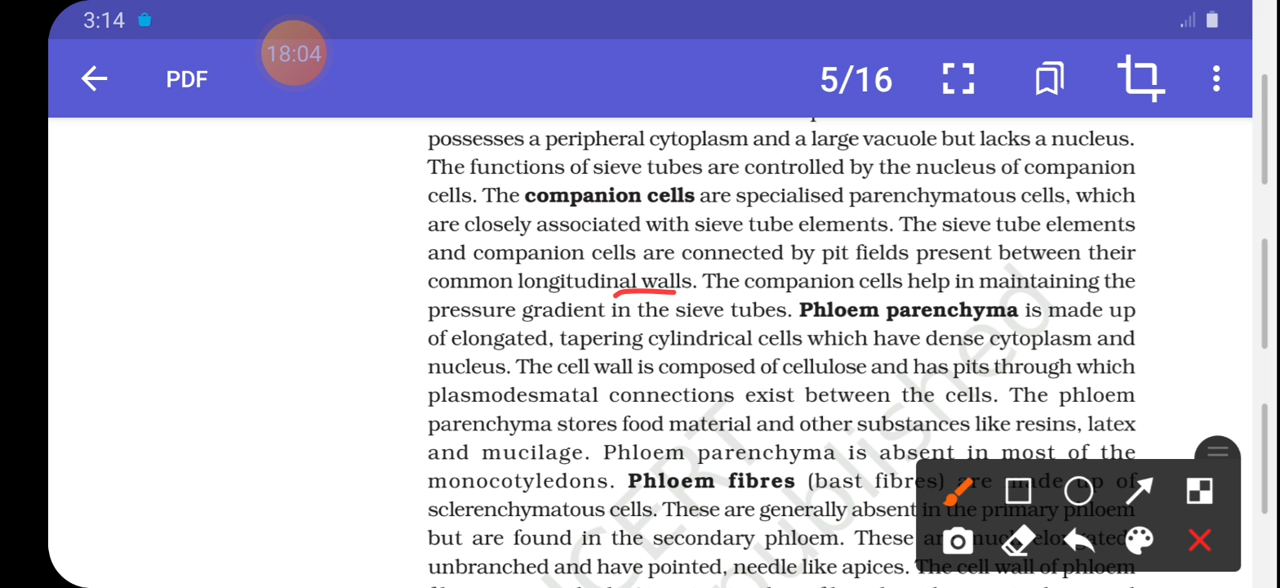 3:14
18:04
PDF
5/16
possesses a peripheral cytoplasm and a large vacuole but lacks a nucleus.
The functions of sieve tubes are controlled by the nucleus of companion
cells. The companion cells are specialised parenchymatous cells, which
are closely associated with sieve tube elements. The sieve tube elements
and companion cells are connected by pit fields present between their
common longitudinal walls. The companion cells help in maintaining the
pressure gradient in the sieve tubes. Phloem parenchyma is made up
of elongated, tapering cylindrical cells which have dense cytoplasm and
nucleus. The cell wall is composed of cellulose and has pits through which
plasmodesmatal connections exist between the cells. The phloem
parenchyma stores food material and other substances like resins, latex
and mucilage. Phloem parenchyma is absent in most of the
monocotyledons. Phloem fibres (bast fibres) are made up of
sclerenchymatous cells. These are generally absent in the primary phloem
but are found in the secondary phloem. These are much elongated
unbranched and have pointed, needle like apices. The cell wall of phloem